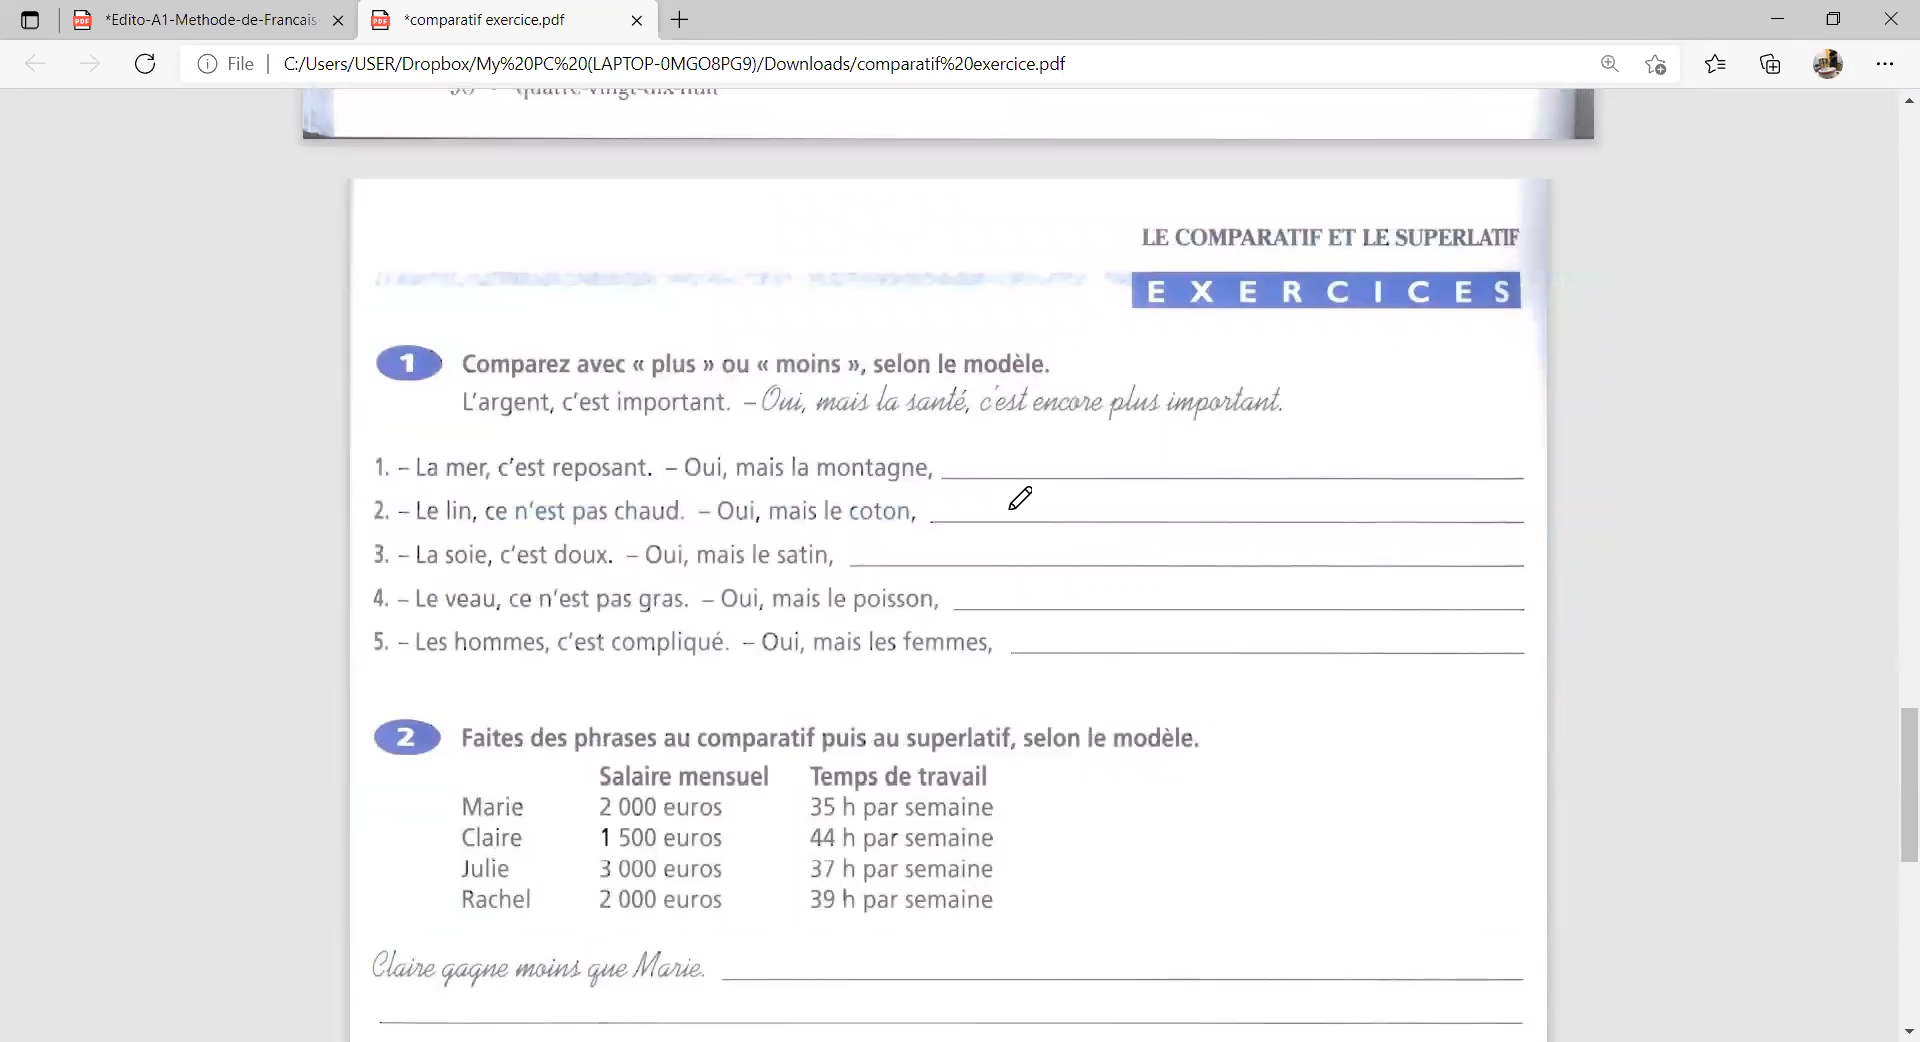 *Edito-A1-Methode-de-Francais
*comparatif exercice.pdf
File
C:/Users/USER/Dropbox/My%20PC%20(LAPTOP-0MGO8PG9)/Downloads/comparatif%20exercice.pdf
LE COMPARATIF ET LE SUPERLATIF
EXERCICES
1 Comparez avec « plus » ou « moins », selon le modèle.
L'argent, c'est important. – Oui, mais la santé, c'est encore plus important.
1. – La mer, c'est reposant. – Oui, mais la montagne,
2. – Le lin, ce n'est pas chaud. – Oui, mais le coton,
3. – La soie, c'est doux. – Oui, mais le satin,
4. – Le veau, ce n'est pas gras. – Oui, mais le poisson,
5. – Les hommes, c'est compliqué. – Oui, mais les femmes,
2 Faites des phrases au comparatif puis au superlatif, selon le modèle.
Salaire mensuel Temps de travail
Marie 2 000 euros 35 h par semaine
Claire 1 500 euros 44 h par semaine
Julie 3 000 euros 37 h par semaine
Rachel 2 000 euros 39 h par semaine
Claire gagne moins que Marie.